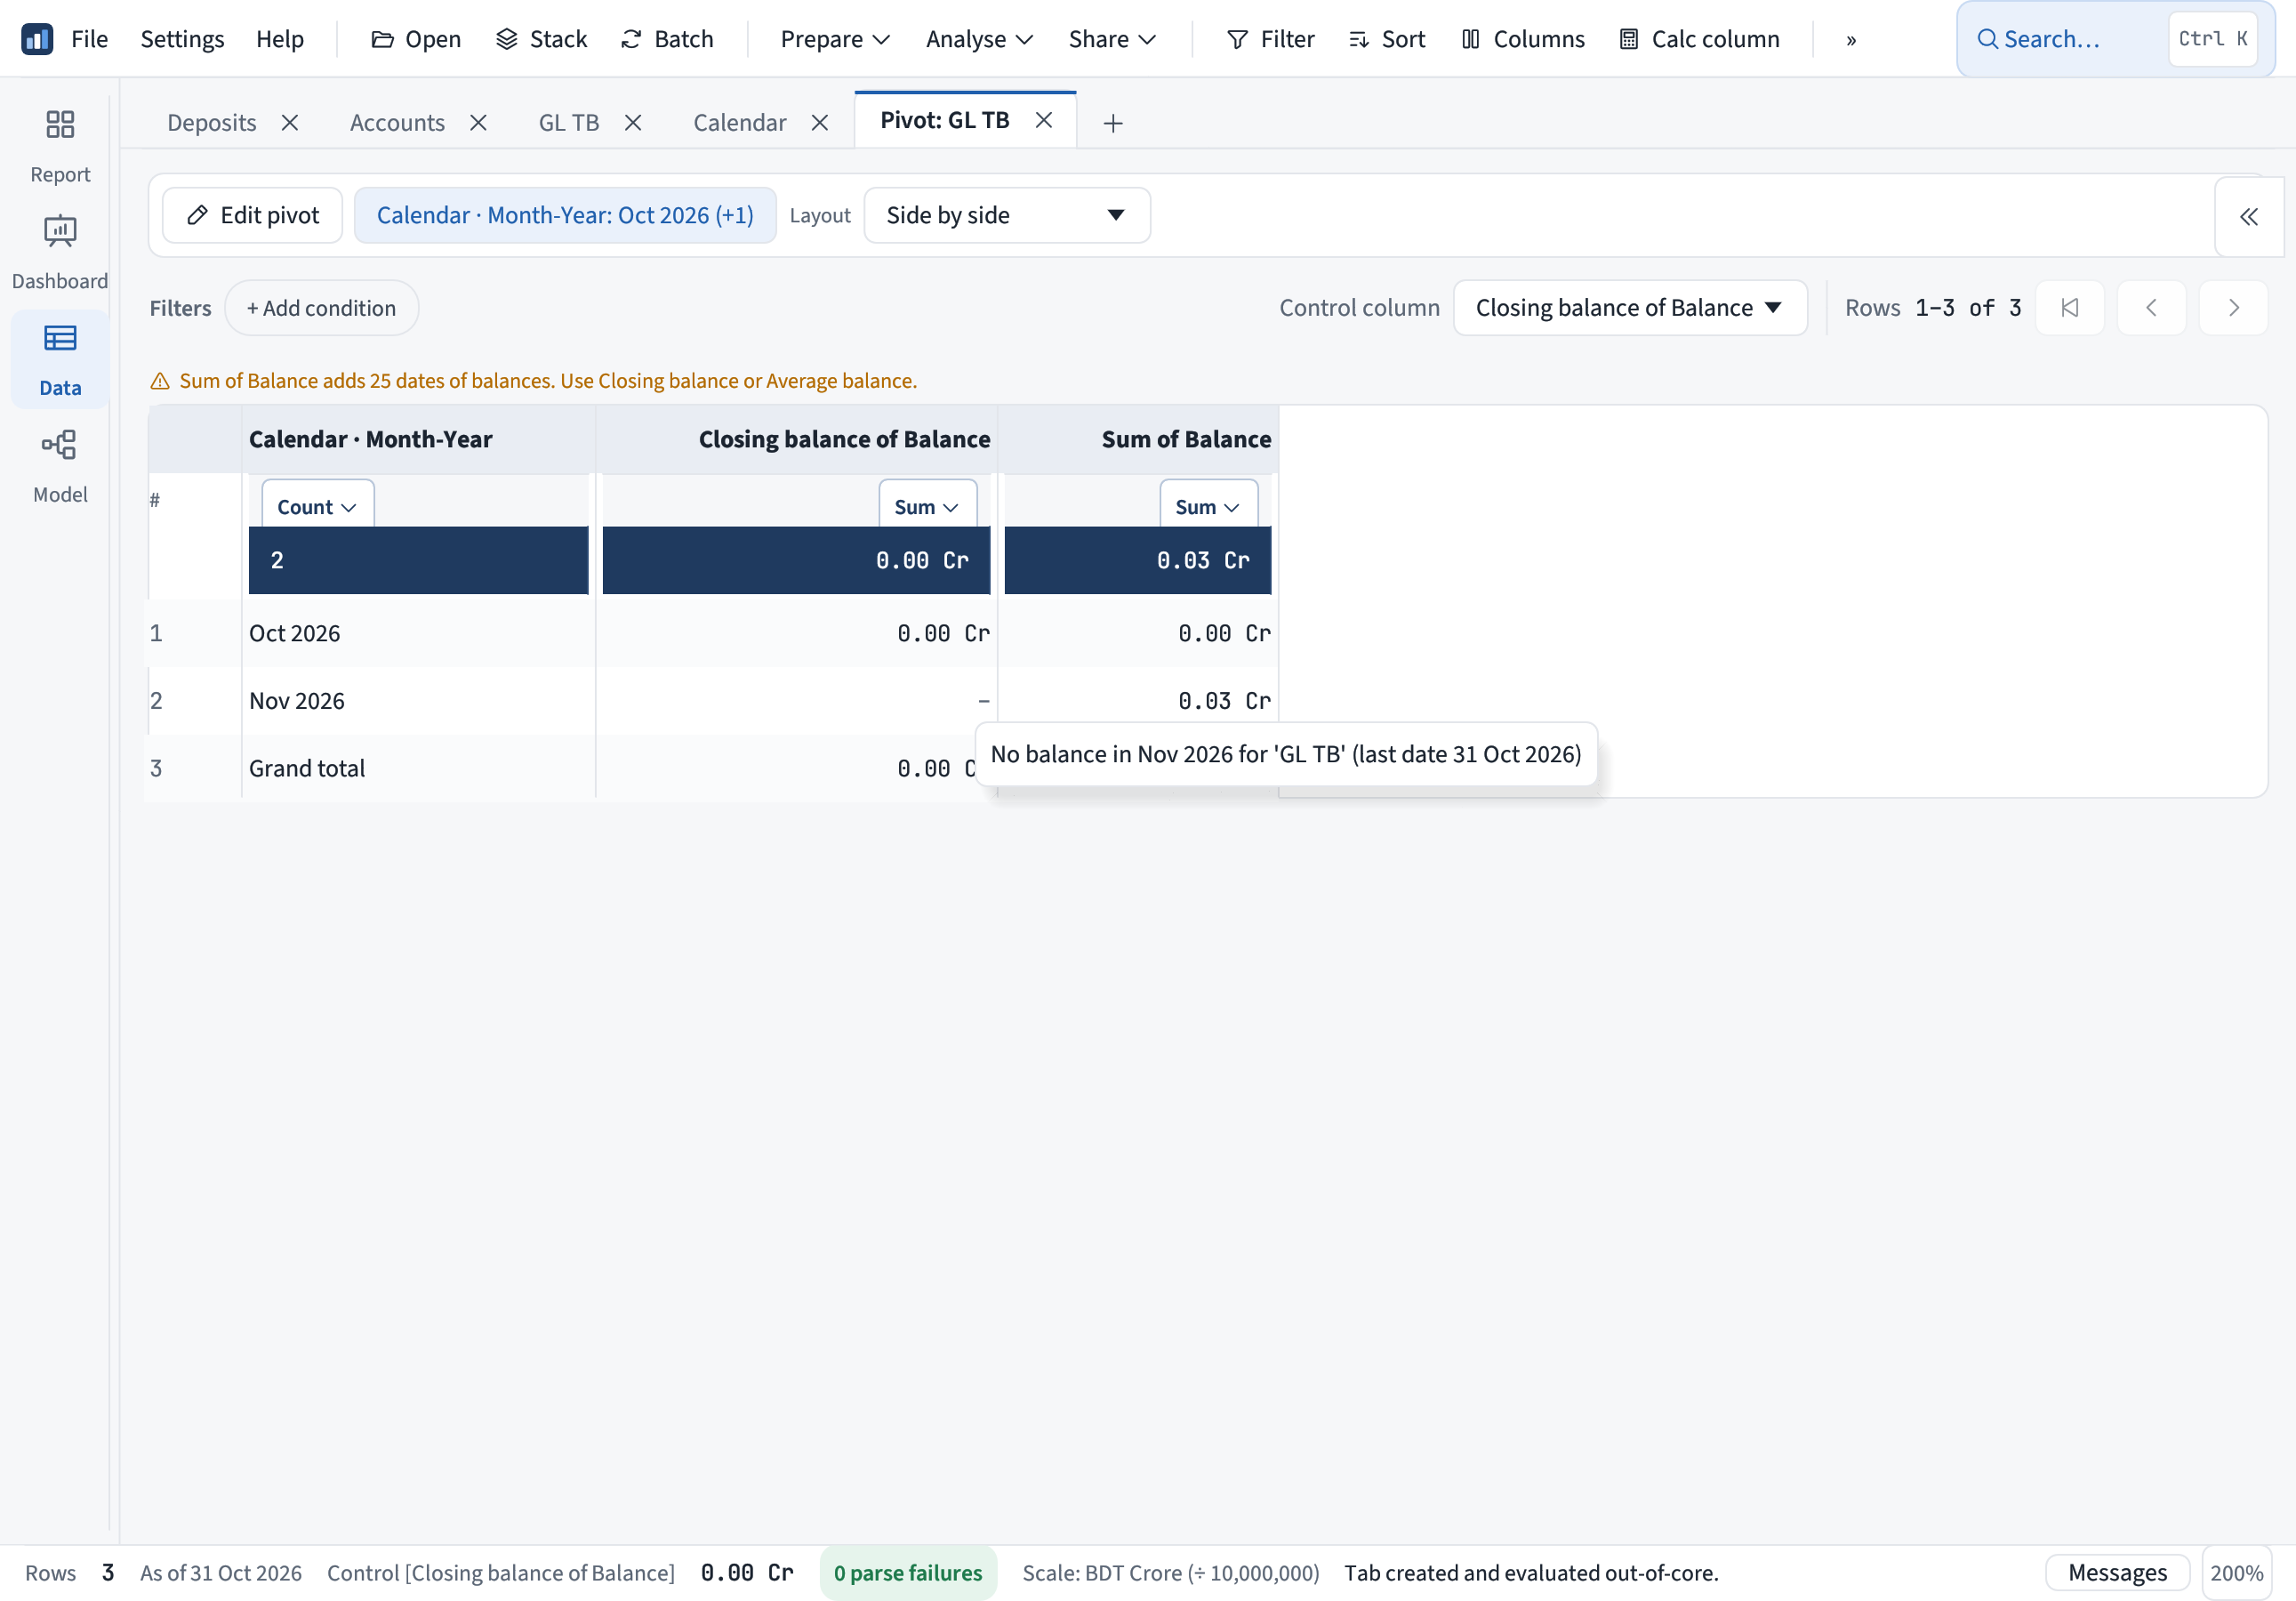 File Settings Help Open Stack Batch Prepare Analyse Share Filter Sort Columns Calc column » Search… Ctrl K
Report
Dashboard
Data
Model
Deposits Accounts GL TB Calendar Pivot: GL TB
Edit pivot Calendar · Month-Year: Oct 2026 (+1) Layout Side by side
Filters + Add condition Control column Closing balance of Balance Rows 1–3 of 3
Sum of Balance adds 25 dates of balances. Use Closing balance or Average balance.
Calendar · Month-Year Closing balance of Balance Sum of Balance
# Count Sum Sum
2 0.00 Cr 0.03 Cr
1 Oct 2026 0.00 Cr 0.00 Cr
2 Nov 2026 – 0.03 Cr
No balance in Nov 2026 for 'GL TB' (last date 31 Oct 2026)
3 Grand total 0.00
Rows 3 As of 31 Oct 2026 Control [Closing balance of Balance] 0.00 Cr 0 parse failures Scale: BDT Crore (÷ 10,000,000) Tab created and evaluated out-of-core. Messages 200%